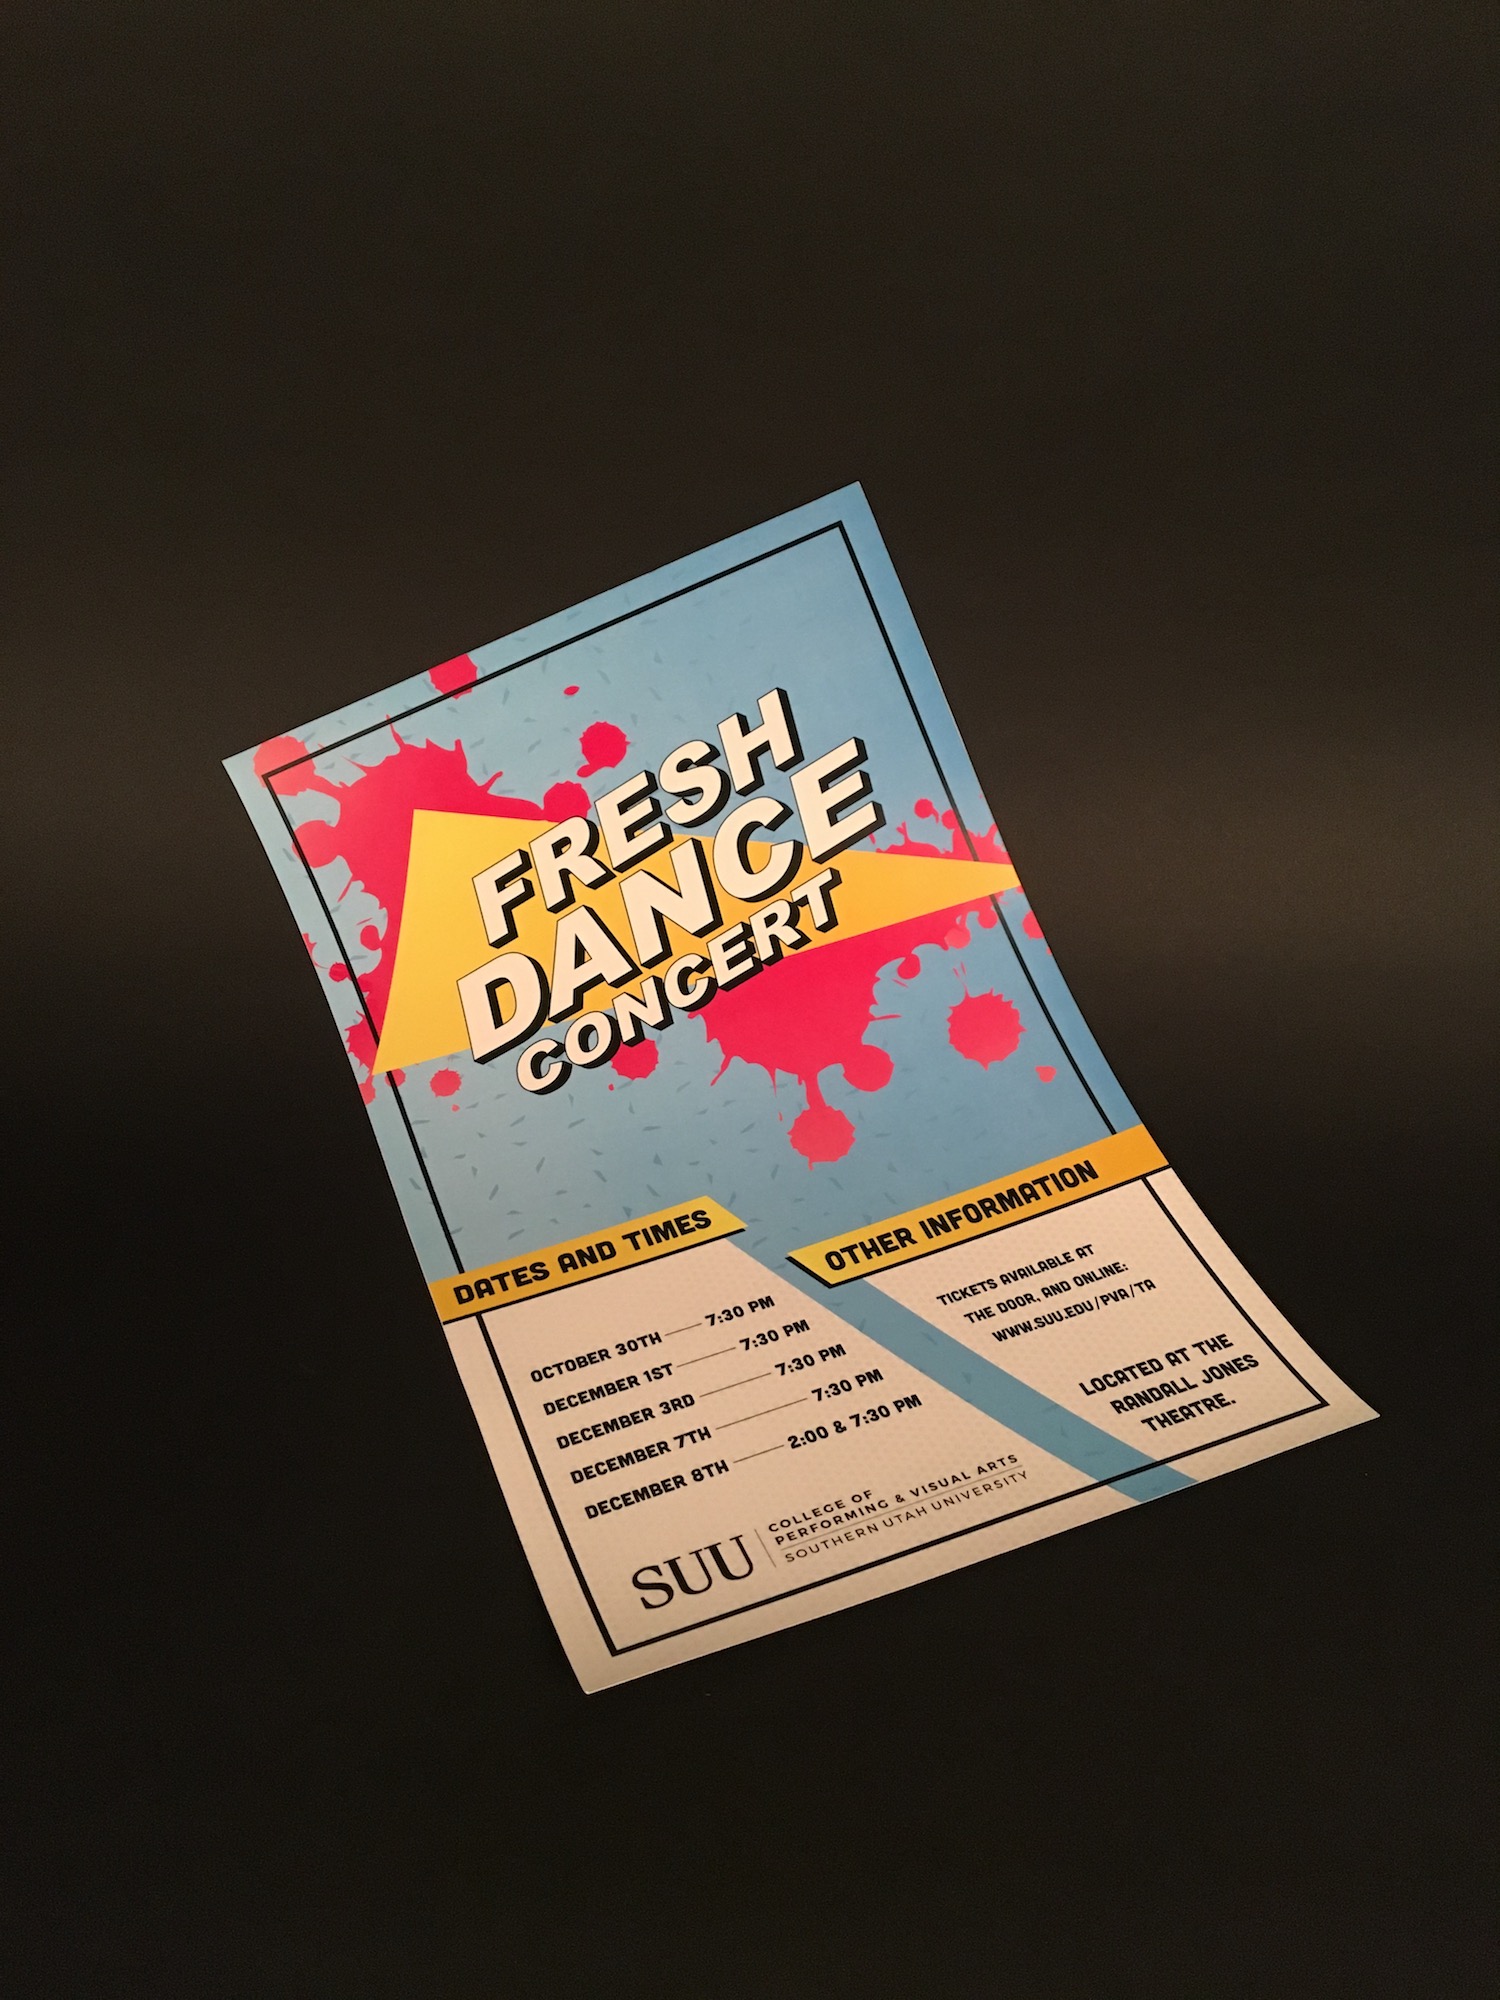 FRESH
DANCE
CONCERT
DATES AND TIMES
OCTOBER 30TH — 7:30 PM
DECEMBER 1ST — 7:30 PM
DECEMBER 3RD — 7:30 PM
DECEMBER 7TH — 7:30 PM
DECEMBER 8TH — 2:00 & 7:30 PM
SUU
COLLEGE OF
PERFORMING & VISUAL ARTS
SOUTHERN UTAH UNIVERSITY
OTHER INFORMATION
TICKETS AVAILABLE AT
THE DOOR, AND ONLINE:
WWW.SUU.EDU/PVA/TA
LOCATED AT THE
RANDALL JONES
THEATRE.